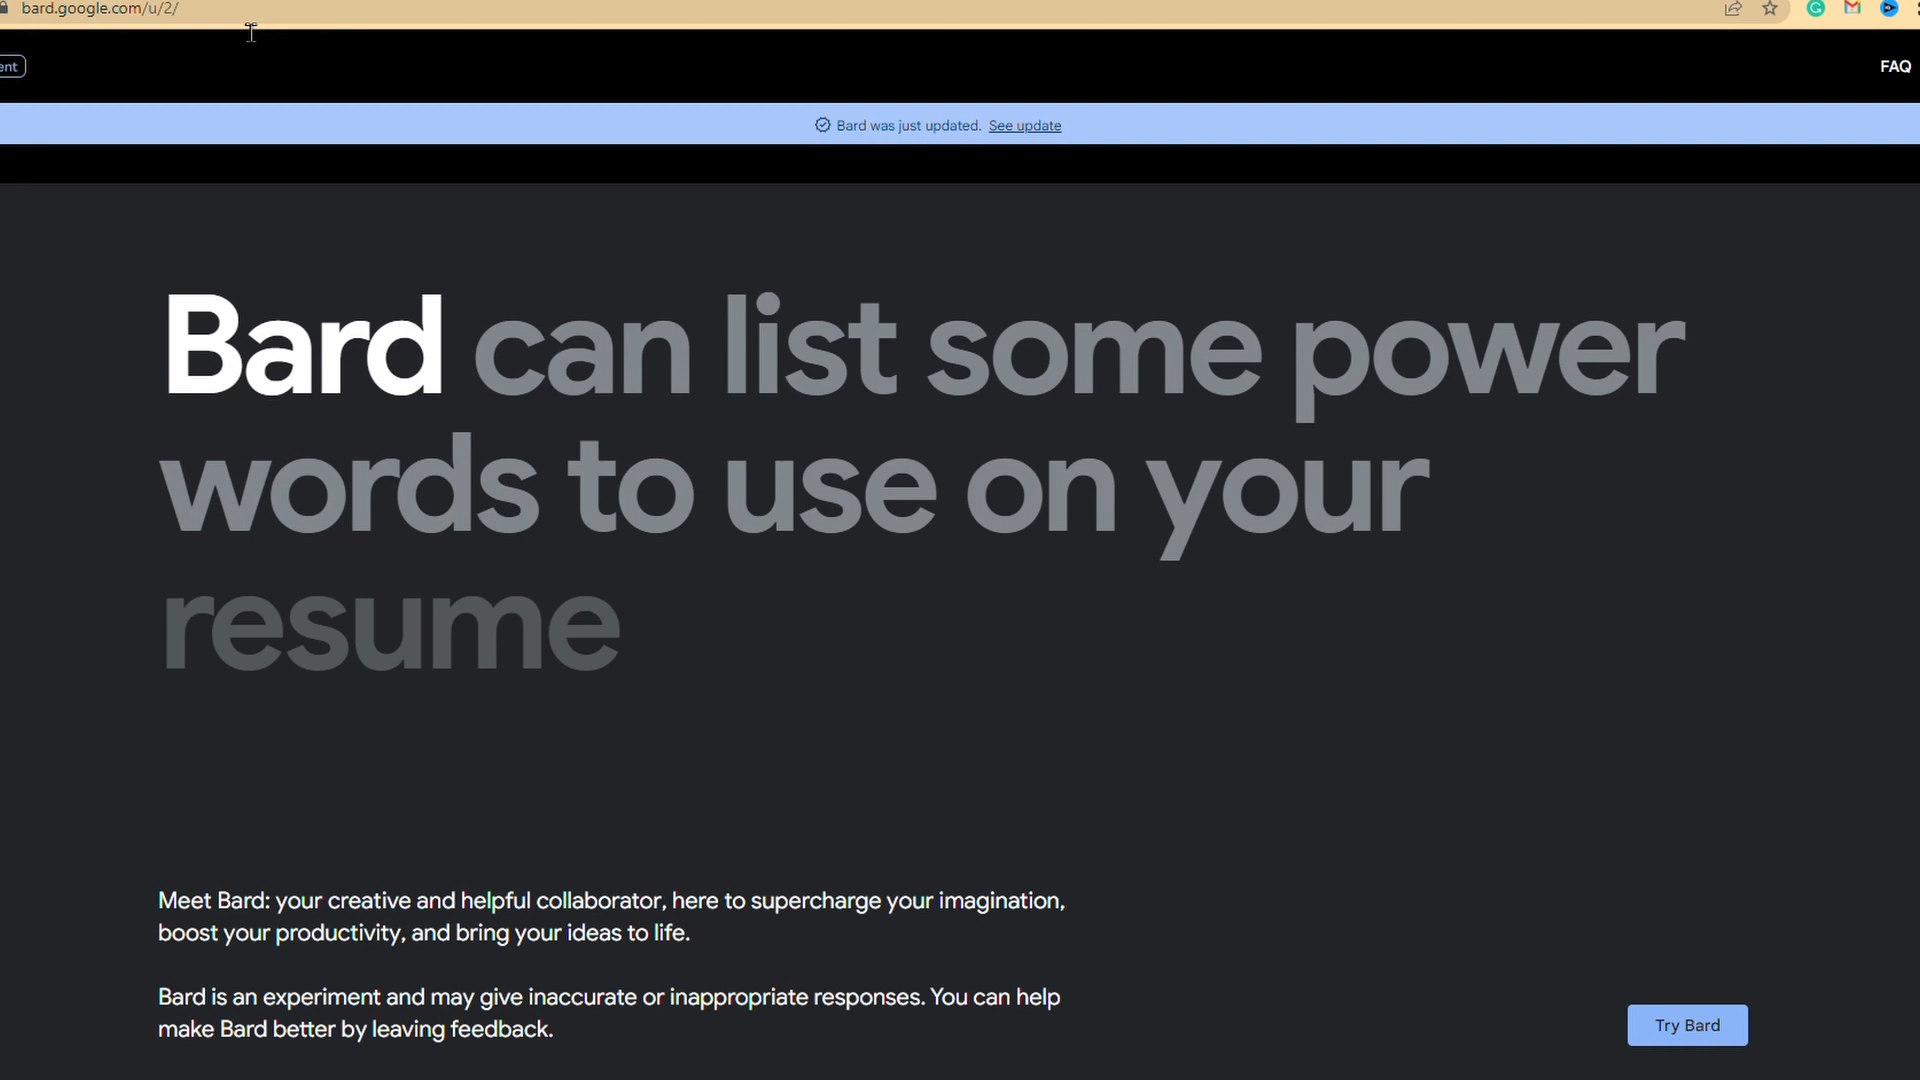 bard.google.com/u/2/
ent
FAQ
Bard was just updated. See update
Bard can list some power
words to use on your
resume
Meet Bard: your creative and helpful collaborator, here to supercharge your imagination,
boost your productivity, and bring your ideas to life.
Bard is an experiment and may give inaccurate or inappropriate responses. You can help
make Bard better by leaving feedback.
Try Bard